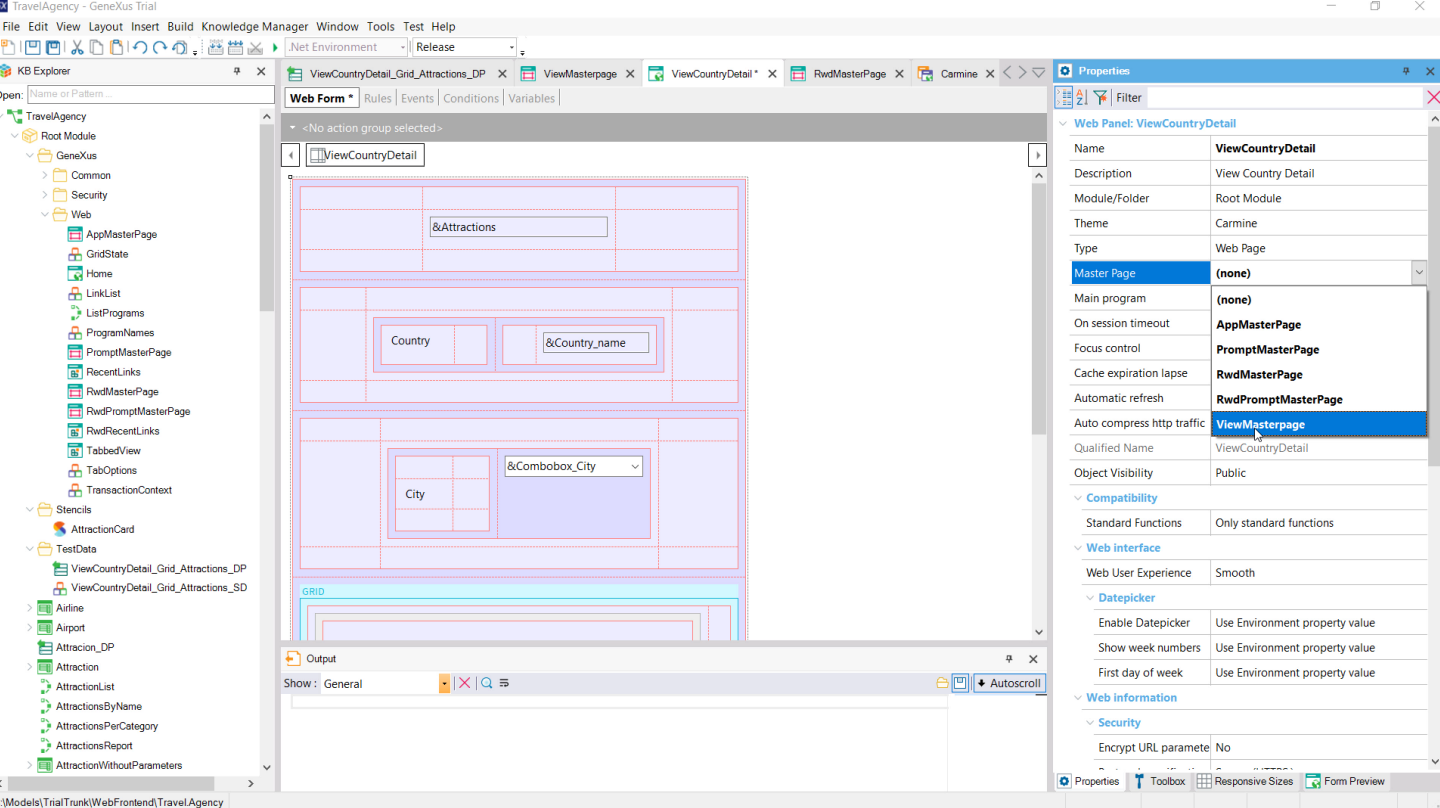 TravelAgency - GeneXus Trial
File Edit View Layout Insert Build Knowledge Manager Window Tools Test Help
.Net Environment Release
KB Explorer
Open: Name or Pattern...
TravelAgency
Root Module
GeneXus
Common
Security
Web
AppMasterPage
GridState
Home
LinkList
ListPrograms
ProgramNames
PromptMasterPage
RecentLinks
RwdMasterPage
RwdPromptMasterPage
RwdRecentLinks
TabbedView
TabOptions
TransactionContext
Stencils
AttractionCard
TestData
ViewCountryDetail_Grid_Attractions_DP
ViewCountryDetail_Grid_Attractions_SD
Airline
Airport
Attracion_DP
Attraction
AttractionList
AttractionsByName
AttractionsPerCategory
AttractionsReport
AttractionWithoutParameters
ViewCountryDetail_Grid_Attractions_DP ViewMasterpage ViewCountryDetail * RwdMasterPage Carmine
Web Form * Rules Events Conditions Variables
<No action group selected>
ViewCountryDetail
&Attractions
Country &Country_name
&Combobox_City
City
GRID
Output
Show : General Autoscroll
Properties
Filter
Web Panel: ViewCountryDetail
Name ViewCountryDetail
Description View Country Detail
Module/Folder Root Module
Theme Carmine
Type Web Page
Master Page (none)
Main program (none)
On session timeout AppMasterPage
Focus control PromptMasterPage
Cache expiration lapse RwdMasterPage
Automatic refresh RwdPromptMasterPage
Auto compress http traffic ViewMasterpage
Qualified Name ViewCountryDetail
Object Visibility Public
Compatibility
Standard Functions Only standard functions
Web interface
Web User Experience Smooth
Datepicker
Enable Datepicker Use Environment property value
Show week numbers Use Environment property value
First day of week Use Environment property value
Web information
Security
Encrypt URL paramete No
Properties Toolbox Responsive Sizes Form Preview
:\Models\TrialTrunk\WebFrontend\Travel.Agency